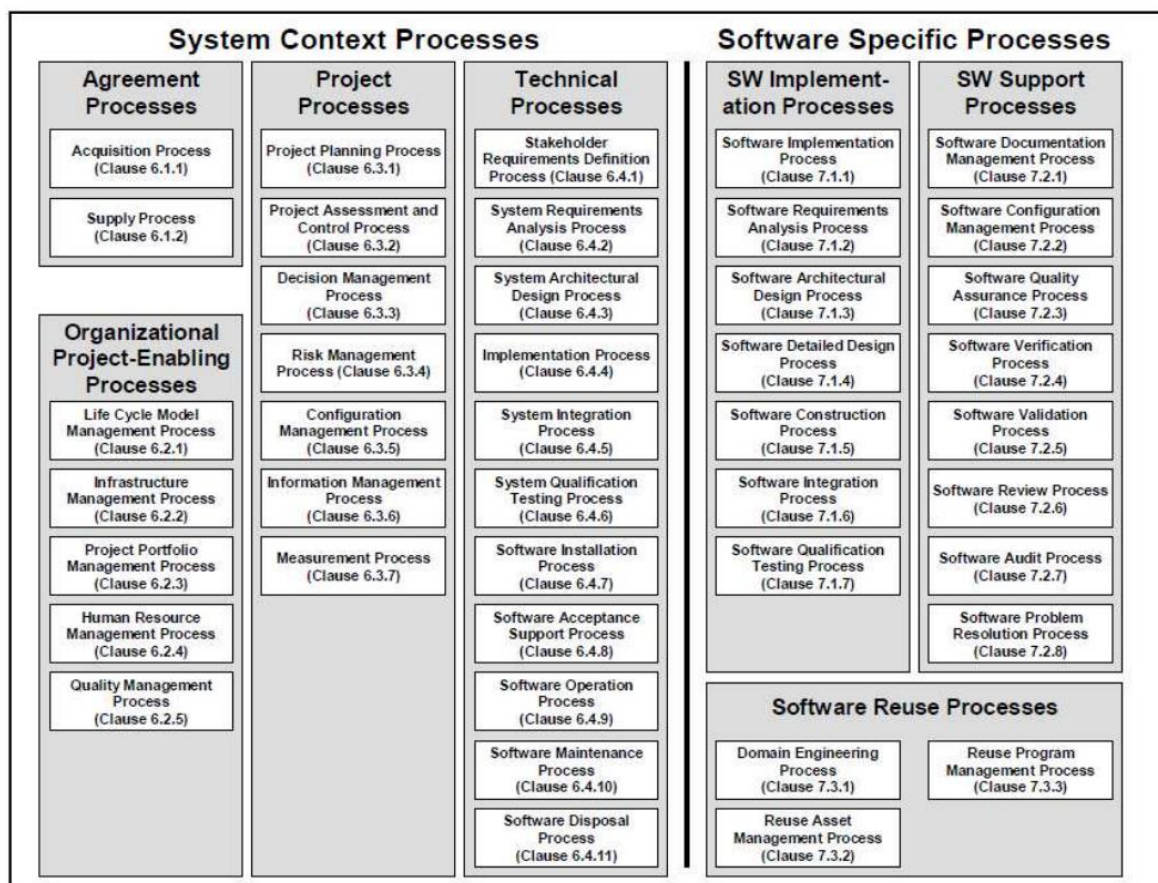 System Context Processes
Software Specific Processes
Agreement
Processes
Acquisition Process
(Clause 6.1.1)
Supply Process
(Clause 6.1.2)
Organizational
Project-Enabling
Processes
Life Cycle Model
Management Process
(Clause 6.2.1)
Infrastructure
Management Process
(Clause 6.2.2)
Project Portfolio
Management Process
(Clause 6.2.3)
Human Resource
Management Process
(Clause 6.2.4)
Quality Management
Process
(Clause 6.2.5)
Project
Processes
Project Planning Process
(Clause 6.3.1)
Project Assessment and
Control Process
(Clause 6.3.2)
Decision Management
Process
(Clause 6.3.3)
Risk Management
Process (Clause 6.3.4)
Configuration
Management Process
(Clause 6.3.5)
Information Management
Process
(Clause 6.3.6)
Measurement Process
(Clause 6.3.7)
Technical
Processes
Stakeholder
Requirements Definition
Process (Clause 6.4.1)
System Requirements
Analysis Process
(Clause 6.4.2)
System Architectural
Design Process
(Clause 6.4.3)
Implementation Process
(Clause 6.4.4)
System Integration
Process
(Clause 6.4.5)
System Qualification
Testing Process
(Clause 6.4.6)
Software Installation
Process
(Clause 6.4.7)
Software Acceptance
Support Process
(Clause 6.4.8)
Software Operation
Process
(Clause 6.4.9)
Software Maintenance
Process
(Clause 6.4.10)
Software Disposal
Process
(Clause 6.4.11)
SW Implement-
ation Processes
Software Implementation
Process
(Clause 7.1.1)
Software Requirements
Analysis Process
(Clause 7.1.2)
Software Architectural
Design Process
(Clause 7.1.3)
Software Detailed Design
Process
(Clause 7.1.4)
Software Construction
Process
(Clause 7.1.5)
Software Integration
Process
(Clause 7.1.6)
Software Qualification
Testing Process
(Clause 7.1.7)
SW Support
Processes
Software Documentation
Management Process
(Clause 7.2.1)
Software Configuration
Management Process
(Clause 7.2.2)
Software Quality
Assurance Process
(Clause 7.2.3)
Software Verification
Process
(Clause 7.2.4)
Software Validation
Process
(Clause 7.2.5)
Software Review Process
(Clause 7.2.6)
Software Audit Process
(Clause 7.2.7)
Software Problem
Resolution Process
(Clause 7.2.8)
Software Reuse Processes
Domain Engineering
Process
(Clause 7.3.1)
Reuse Asset
Management Process
(Clause 7.3.2)
Reuse Program
Management Process
(Clause 7.3.3)